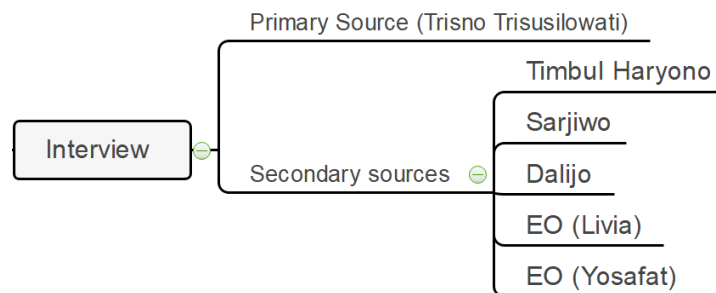 Primary Source (Trisno Trisusilowati)
Timbul Haryono
Interview
Sarjiwo
Secondary sources
Dalijo
EO (Livia)
EO (Yosafat)